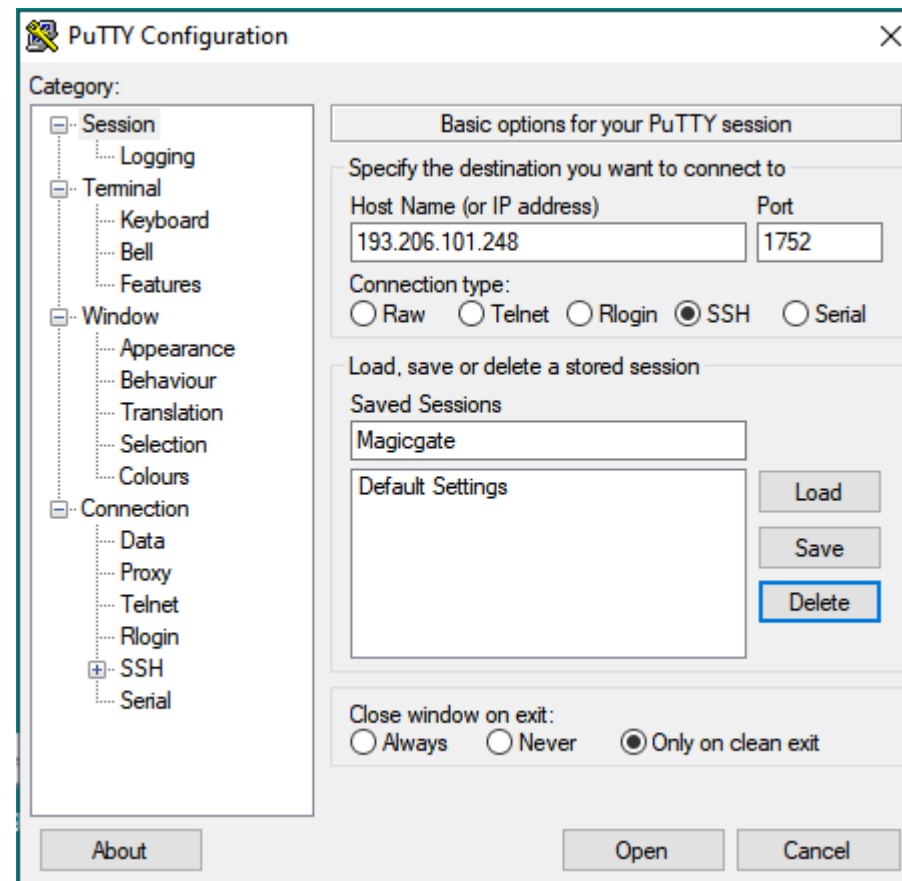 PuTTY Configuration
Category:
Session
Logging
Terminal
Keyboard
Bell
Features
Window
Appearance
Behaviour
Translation
Selection
Colours
Connection
Data
Proxy
Telnet
Rlogin
SSH
Serial
Basic options for your PuTTY session
Specify the destination you want to connect to
Host Name (or IP address) Port
193.206.101.248 1752
Connection type:
Raw Telnet Rlogin SSH Serial
Load, save or delete a stored session
Saved Sessions
Magicgate
Default Settings
Load
Save
Delete
Close window on exit:
Always Never Only on clean exit
About Open Cancel